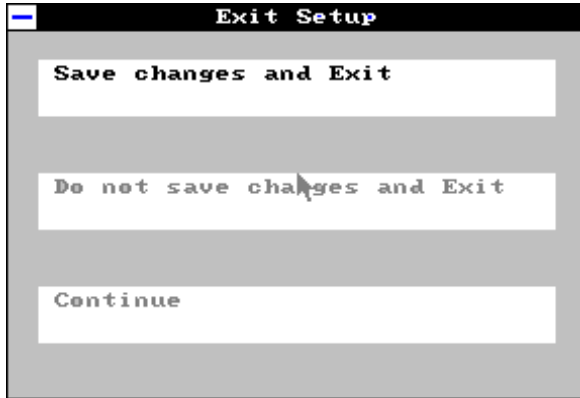 Exit Setup
Save changes and Exit
Do not save changes and Exit
Continue